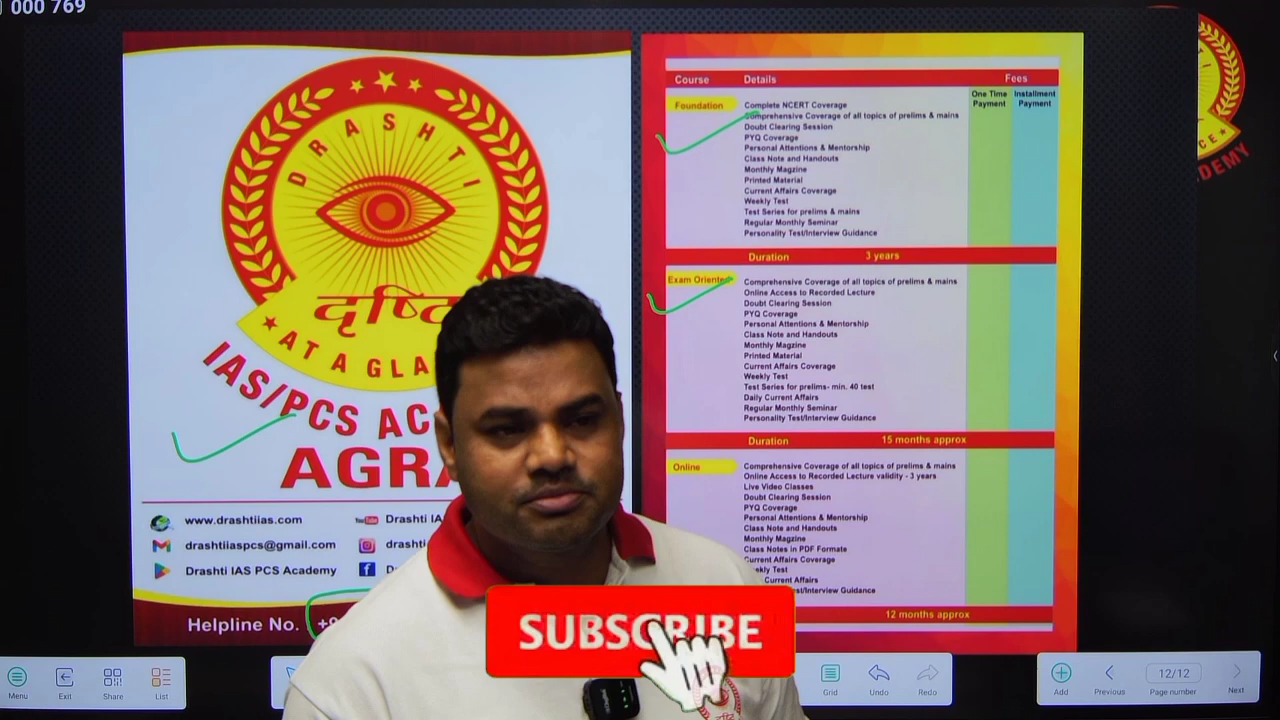 000 769
DRASHTI
दृष्टि
AT A GLA
IAS/PCS AC
AGRA
www.drashtiias.com
YouTube Drashti IA
drashtiiaspcs@gmail.com
drashti
Drashti IAS PCS Academy
Helpline No.
Course Details Fees
One Time Payment
Installment Payment
Foundation
Complete NCERT Coverage
Comprehensive Coverage of all topics of prelims & mains
Doubt Clearing Session
PYQ Coverage
Personal Attentions & Mentorship
Class Note and Handouts
Monthly Magzine
Printed Material
Current Affairs Coverage
Weekly Test
Test Series for prelims & mains
Regular Monthly Seminar
Personality Test/Interview Guidance
Duration 3 years
Exam Oriented
Comprehensive Coverage of all topics of prelims & mains
Online Access to Recorded Lecture
Doubt Clearing Session
PYQ Coverage
Personal Attentions & Mentorship
Class Note and Handouts
Monthly Magzine
Printed Material
Current Affairs Coverage
Weekly Test
Test Series for prelims- min. 40 test
Daily Current Affairs
Regular Monthly Seminar
Personality Test/Interview Guidance
Duration 15 months approx
Online
Comprehensive Coverage of all topics of prelims & mains
Online Access to Recorded Lecture validity - 3 years
Live Video Classes
Doubt Clearing Session
PYQ Coverage
Personal Attentions & Mentorship
Class Note and Handouts
Monthly Magzine
Class Notes in PDF Formate
Current Affairs Coverage
ekly Test
Current Affairs
est/Interview Guidance
12 months approx
SUBSCRIBE
Menu Exit Share List
Grid Undo Redo
Add Previous 12/12 Page number Next